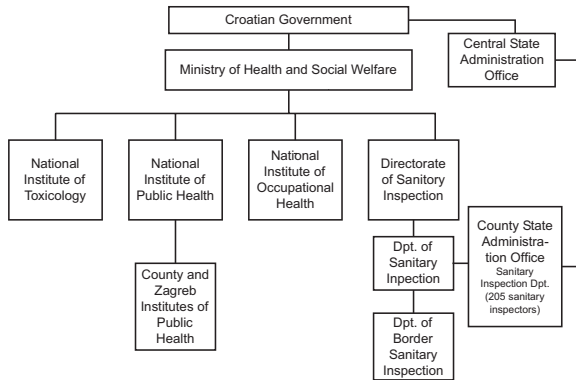 Croatian Government
Central State
Administration
Office
Ministry of Health and Social Welfare
National
Institute of
Toxicology
National
Institute of
Public Health
National
Institute of
Occupational
Health
Directorate
of Sanitory
Inspection
County and
Zagreb
Institutes of
Public
Health
Dpt. of
Sanitary
Inpection
County State
Administra-
tion Office
Sanitary
Inspection Dpt.
(205 sanitary
inspectors)
Dpt. of
Border
Sanitary
Inspection